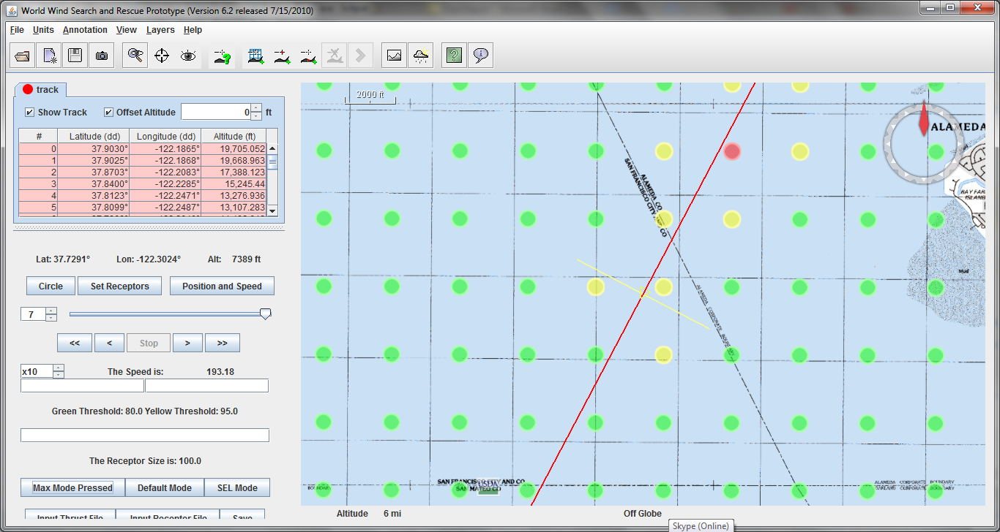 World Wind Search and Rescue Prototype (Version 6.2 released 7/15/2010)
File Units Annotation View Layers Help
track
Show Track Offset Altitude 0 ft
# Latitude (dd) Longitude (dd) Altitude (ft)
0 37.9030° -122.1865° 19,705.052
1 37.9025° -122.1868° 19,668.963
2 37.8703° -122.2083° 17,388.123
3 37.8400° -122.2285° 15,245.44
4 37.8123° -122.2471° 13,276.936
5 37.8099° -122.2487° 13,107.283
Lat: 37.7291° Lon: -122.3024° Alt: 7389 ft
Circle Set Receptors Position and Speed
7
<< < Stop > >>
x10 The Speed is: 193.18
Green Threshold: 80.0 Yellow Threshold: 95.0
The Receptor Size is: 100.0
Max Mode Pressed Default Mode SEL Mode
Input Thrust File Input Receptor File Save
2000 ft
ALAMEDA
ALAMEDA CO
SAN FRANCISCO CITY AND CO
BAY FAR
ISLAND
Mud
ALAMEDA CORPORATE BOUNDARY
SAN FRANCISCO CITY AND CO
SAN MATEO CO
USDA
ALAMEDA CORPORATE BOUNDARY
OAKLAND CORPORATE BOUNDARY
Altitude 6 mi Off Globe
Skype (Online)